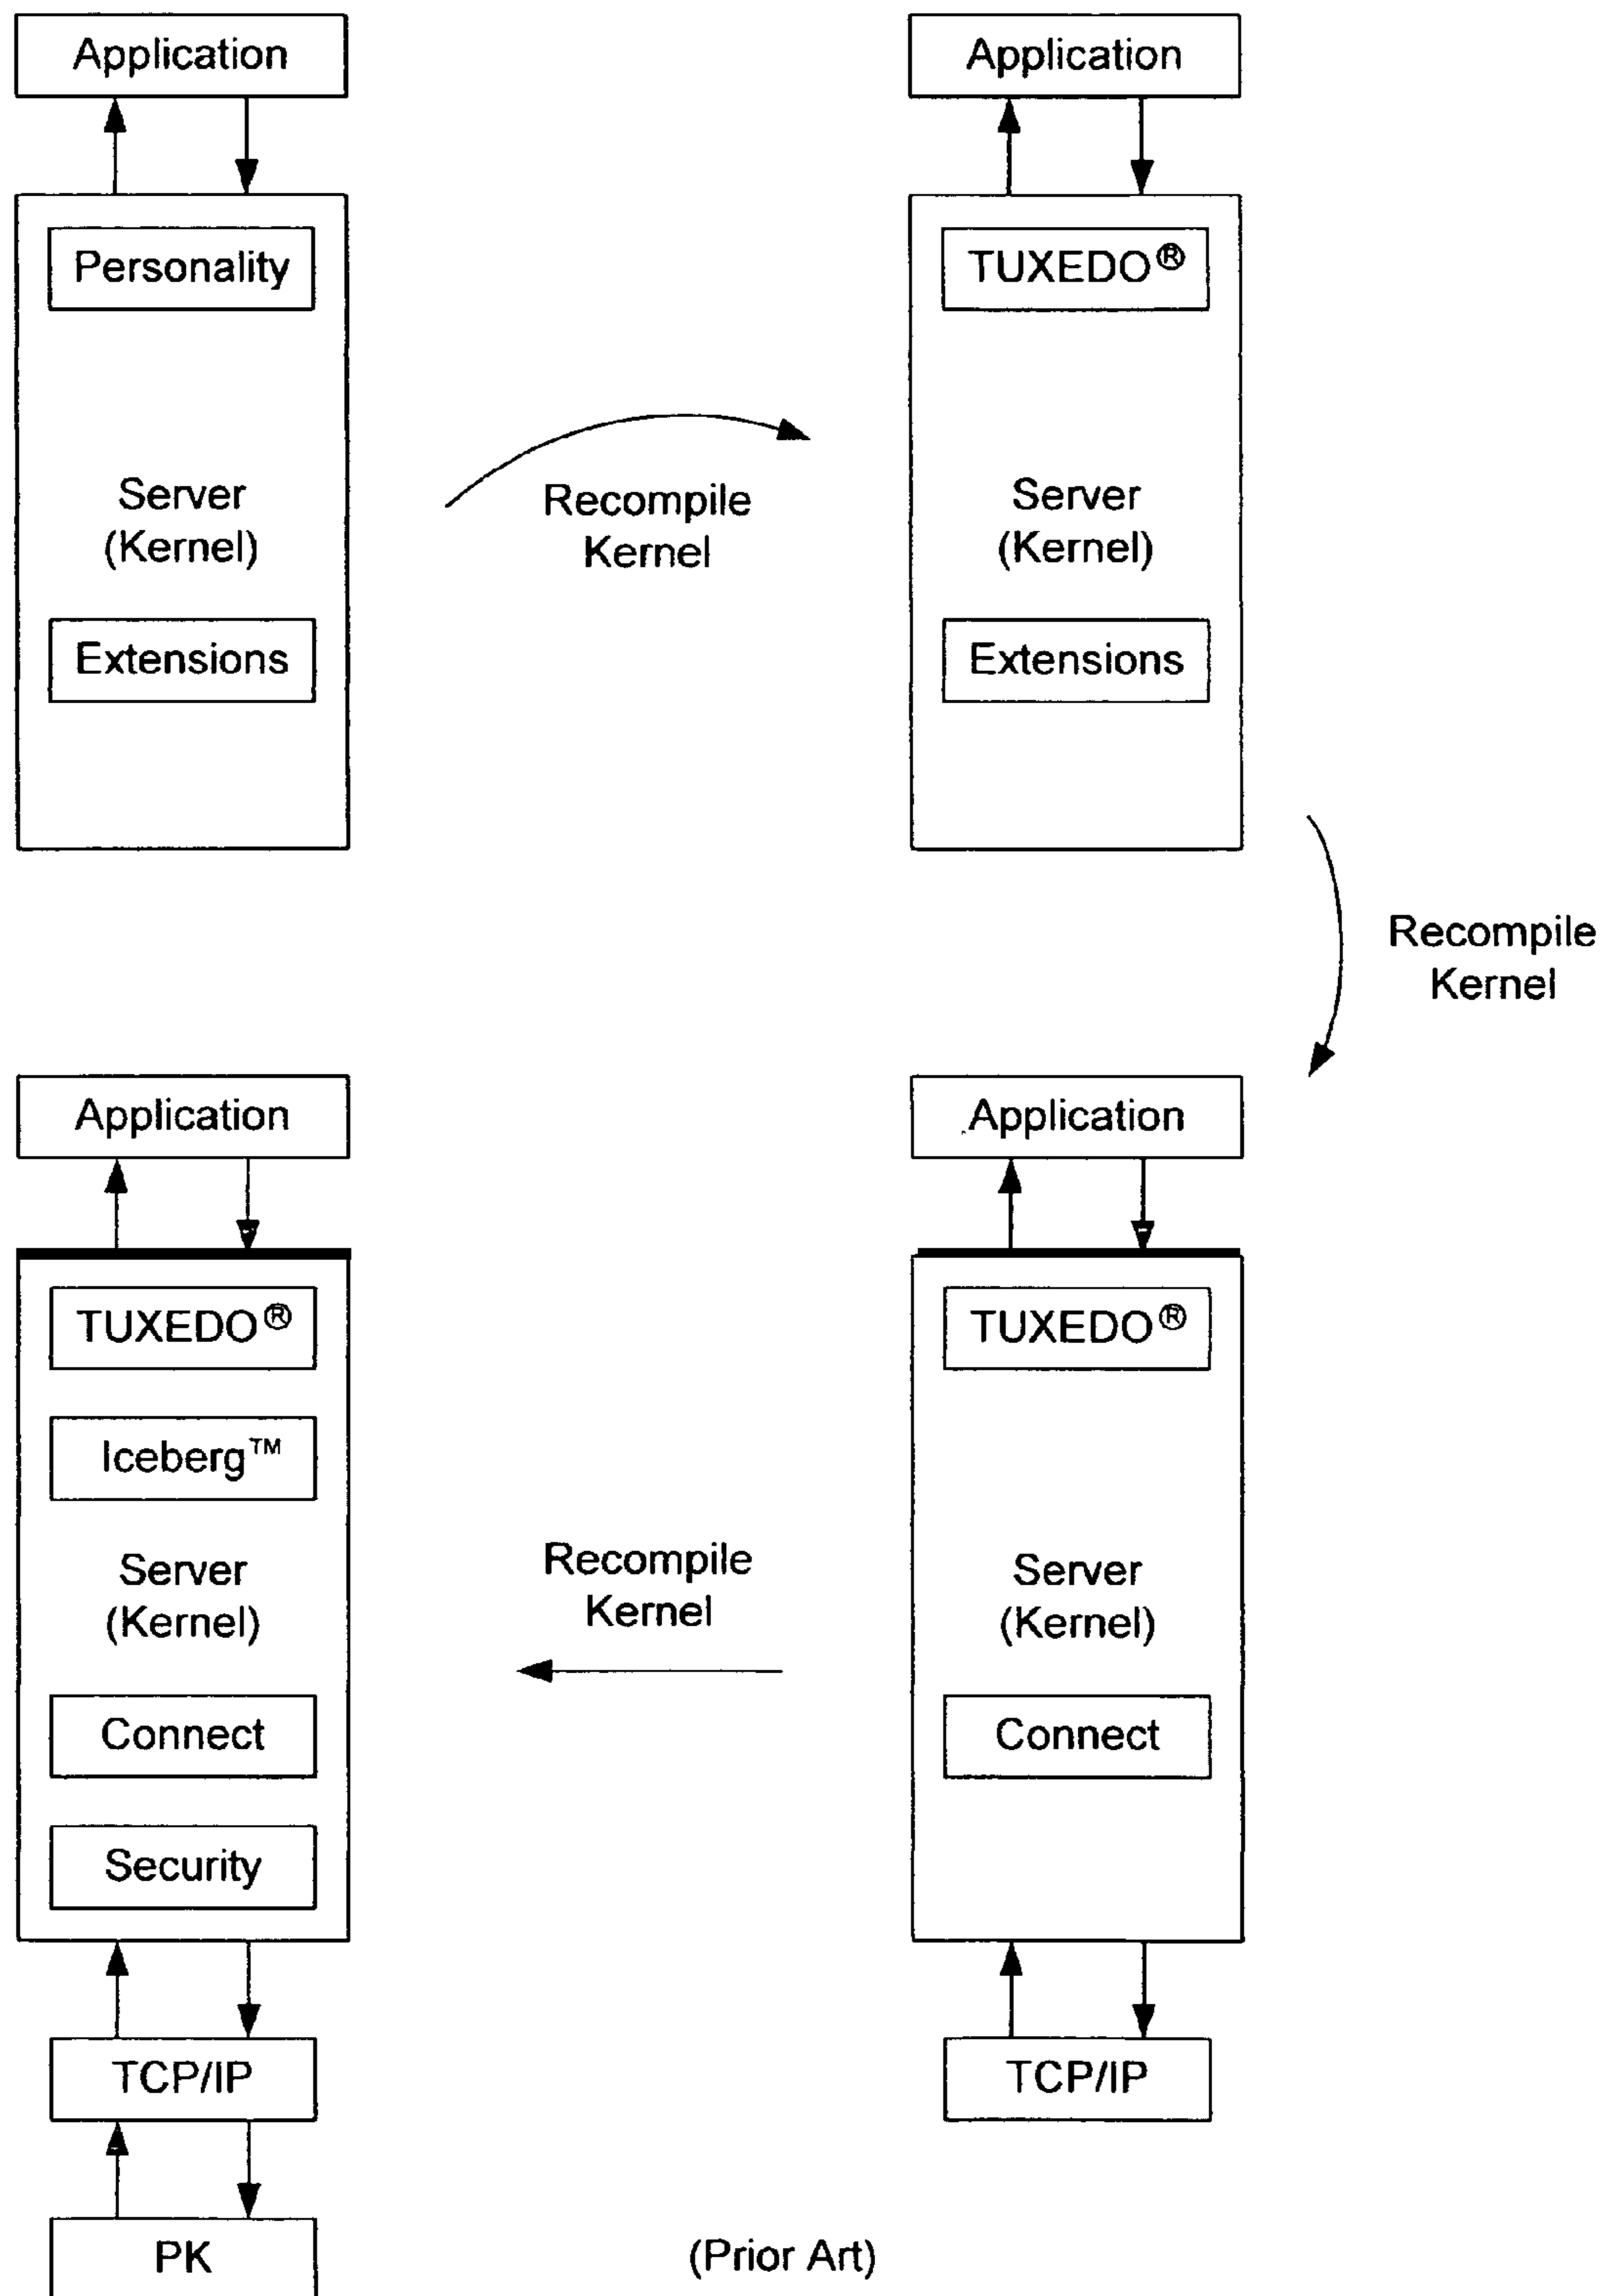 Application
Personality
Server
(Kernel)
Extensions
Recompile
Kernel
Application
TUXEDO®
Server
(Kernel)
Extensions
Recompile
Kernel
Application
TUXEDO®
Server
(Kernel)
Connect
TCP/IP
Recompile
Kernel
Application
TUXEDO®
Iceberg™
Server
(Kernel)
Connect
Security
TCP/IP
PK
(Prior Art)